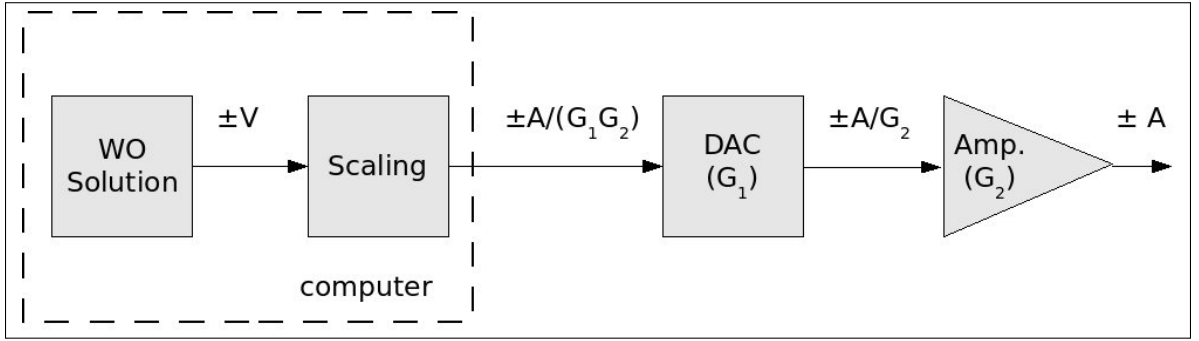 WO
Solution
±V
Scaling
±A/(G₁G₂)
DAC
(G₁)
±A/G₂
Amp.
(G₂)
± A
computer